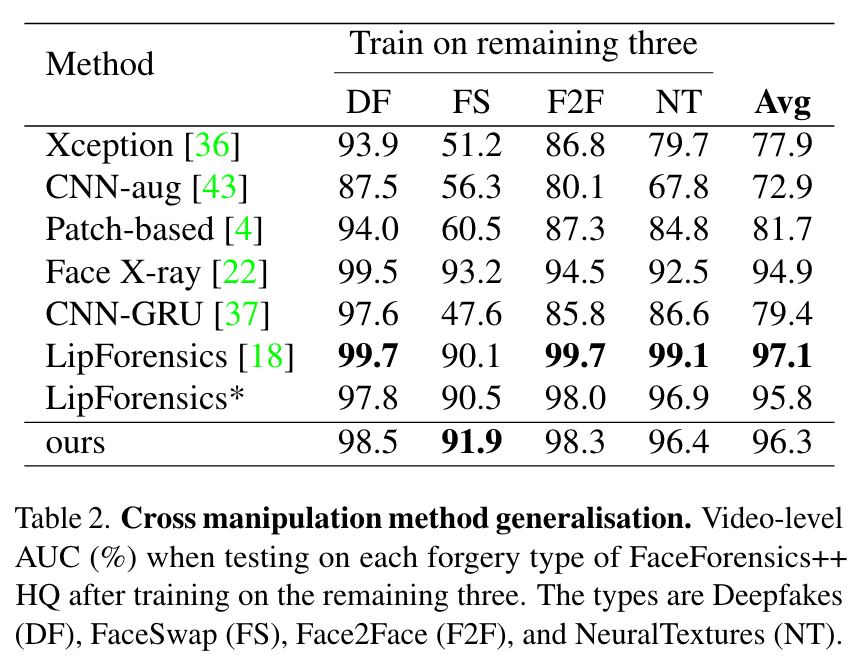 Method Train on remaining three
DF FS F2F NT Avg
Xception [36] 93.9 51.2 86.8 79.7 77.9
CNN-aug [43] 87.5 56.3 80.1 67.8 72.9
Patch-based [4] 94.0 60.5 87.3 84.8 81.7
Face X-ray [22] 99.5 93.2 94.5 92.5 94.9
CNN-GRU [37] 97.6 47.6 85.8 86.6 79.4
LipForensics [18] 99.7 90.1 99.7 99.1 97.1
LipForensics* 97.8 90.5 98.0 96.9 95.8
ours 98.5 91.9 98.3 96.4 96.3
Table 2. Cross manipulation method generalisation. Video-level
AUC (%) when testing on each forgery type of FaceForensics++
HQ after training on the remaining three. The types are Deepfakes
(DF), FaceSwap (FS), Face2Face (F2F), and NeuralTextures (NT).